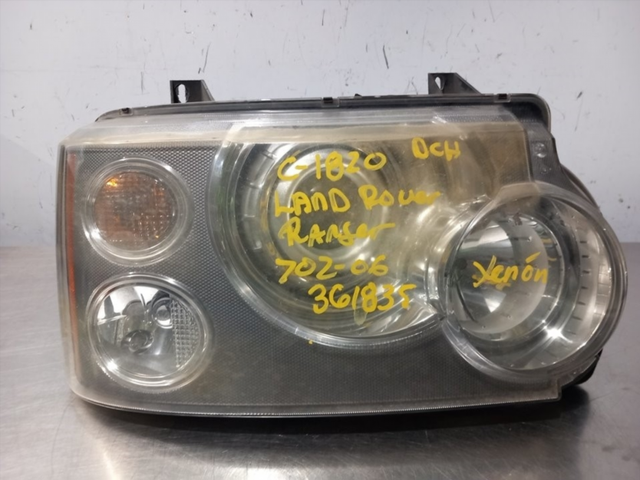 C-1820 DCH
LAND ROVER
RANGER
702-06
361835
Xenón